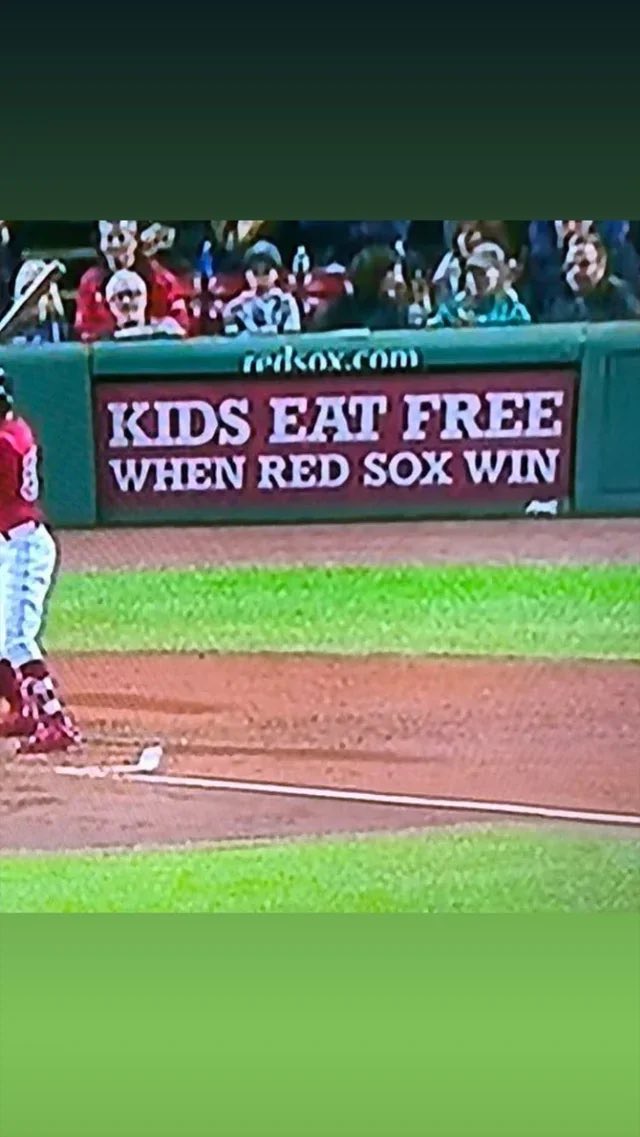 redsox.com
KIDS EAT FREE
WHEN RED SOX WIN